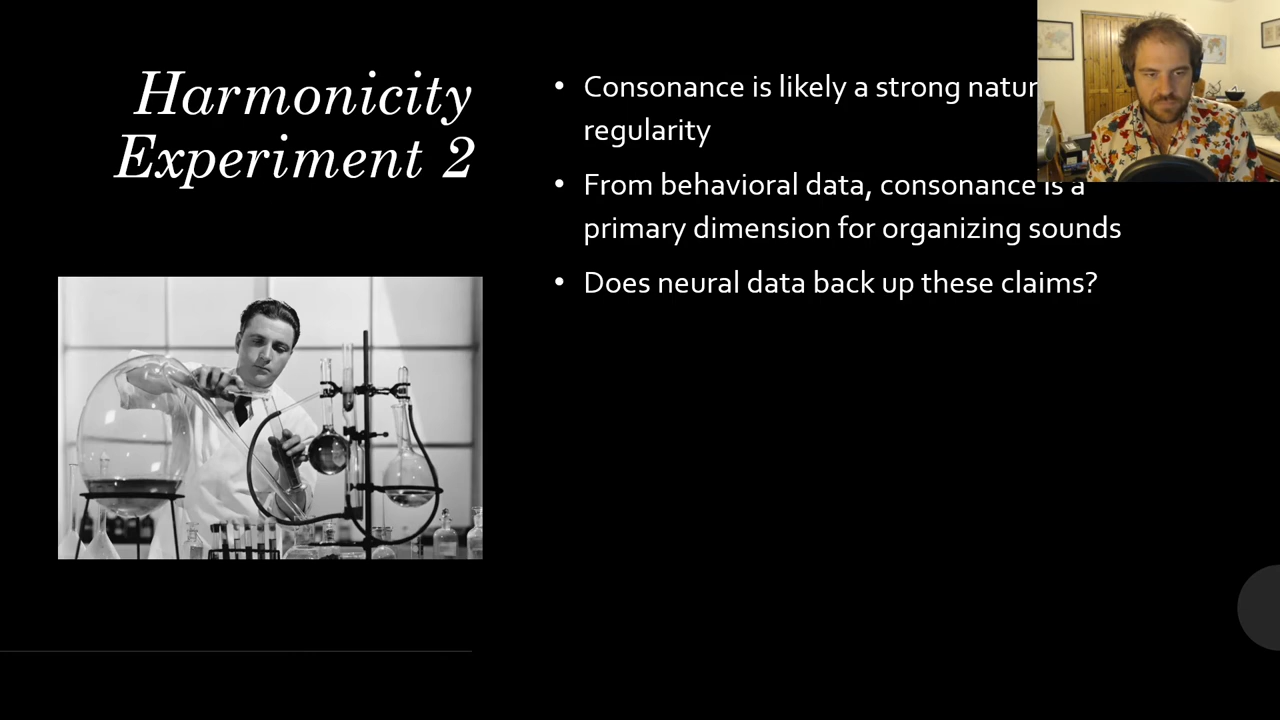 Harmonicity
Experiment 2
• Consonance is likely a strong
regularity
• From behavioral data, consonance is a
primary dimension for organizing sounds
• Does neural data back up these claims?